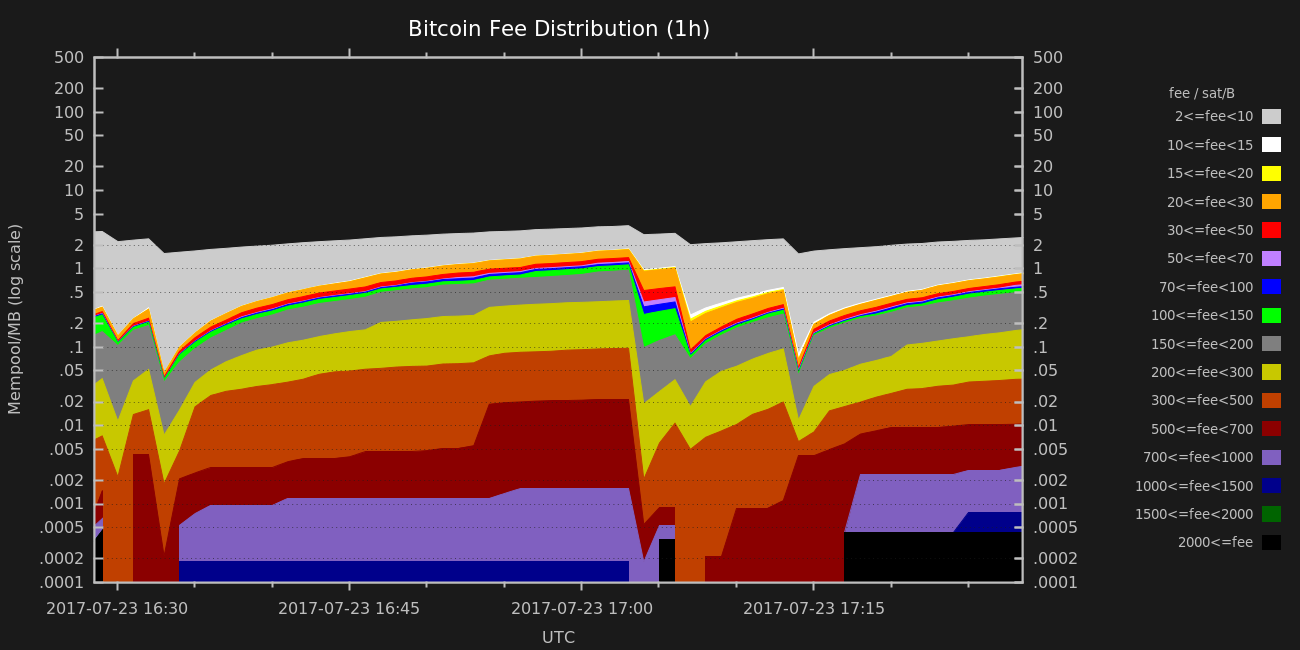 Bitcoin Fee Distribution (1h)
Mempool/MB (log scale)
500
200
100
50
20
10
5
2
1
.5
.2
.1
.05
.02
.01
.005
.002
.001
.0005
.0002
.0001
500
200
100
50
20
10
5
2
1
.5
.2
.1
.05
.02
.01
.005
.002
.001
.0005
.0002
.0001
2017-07-23 16:30
2017-07-23 16:45
2017-07-23 17:00
2017-07-23 17:15
UTC
fee / sat/B
2<=fee<10
10<=fee<15
15<=fee<20
20<=fee<30
30<=fee<50
50<=fee<70
70<=fee<100
100<=fee<150
150<=fee<200
200<=fee<300
300<=fee<500
500<=fee<700
700<=fee<1000
1000<=fee<1500
1500<=fee<2000
2000<=fee